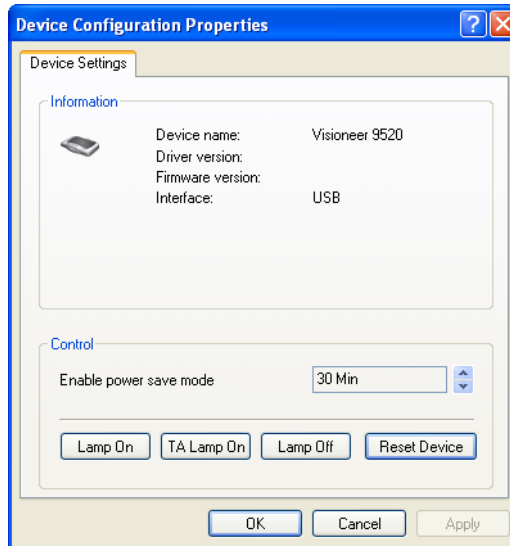 Device Configuration Properties
?
Device Settings
Information
Device name: Visioneer 9520
Driver version:
Firmware version:
Interface: USB
Control
Enable power save mode 30 Min
Lamp On TA Lamp On Lamp Off Reset Device
OK Cancel Apply